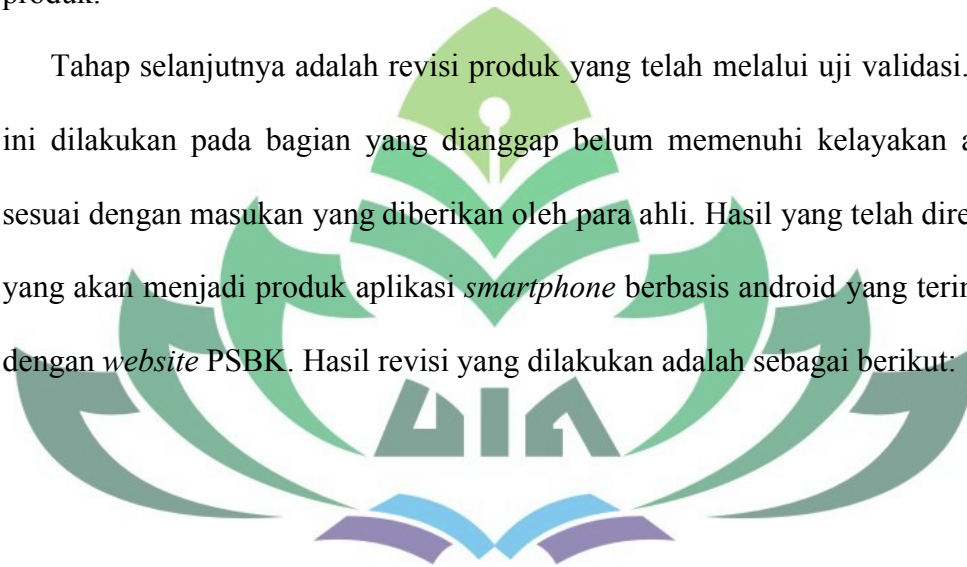 produk.
Tahap selanjutnya adalah revisi produk yang telah melalui uji validasi.
ini dilakukan pada bagian yang dianggap belum memenuhi kelayakan a
sesuai dengan masukan yang diberikan oleh para ahli. Hasil yang telah dire
yang akan menjadi produk aplikasi smartphone berbasis android yang terin
dengan website PSBK. Hasil revisi yang dilakukan adalah sebagai berikut:
UIN